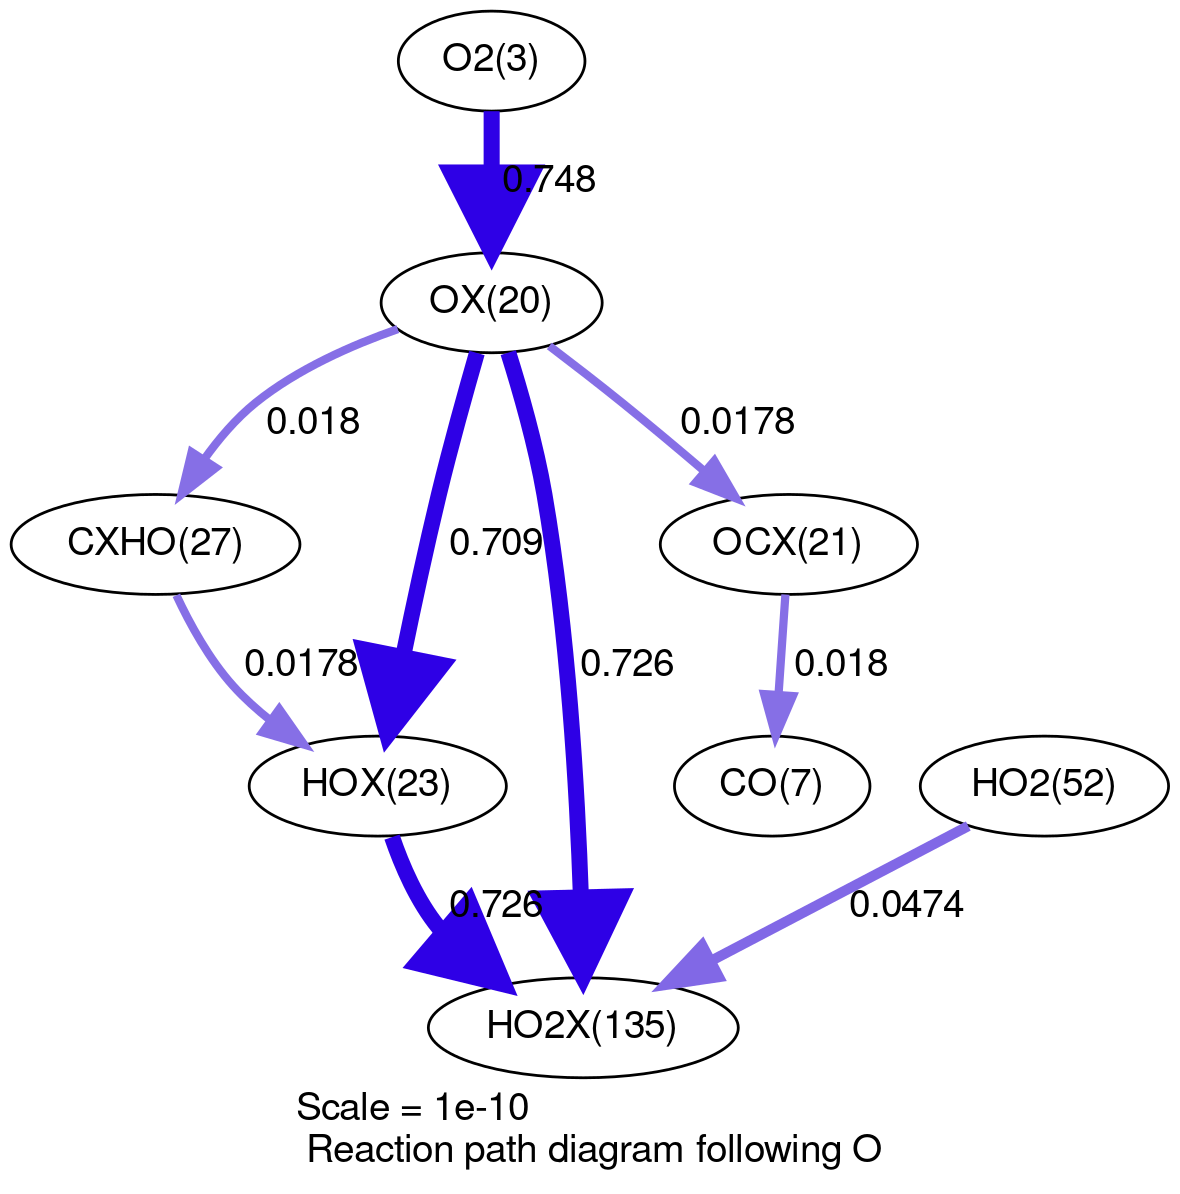 O2(3)
0.748
OX(20)
0.018
0.0178
CXHO(27)
0.709
OCX(21)
0.0178
0.726
0.018
HOX(23)
CO(7)
HO2(52)
0.726
0.0474
HO2X(135)
Scale = 1e-10
Reaction path diagram following O